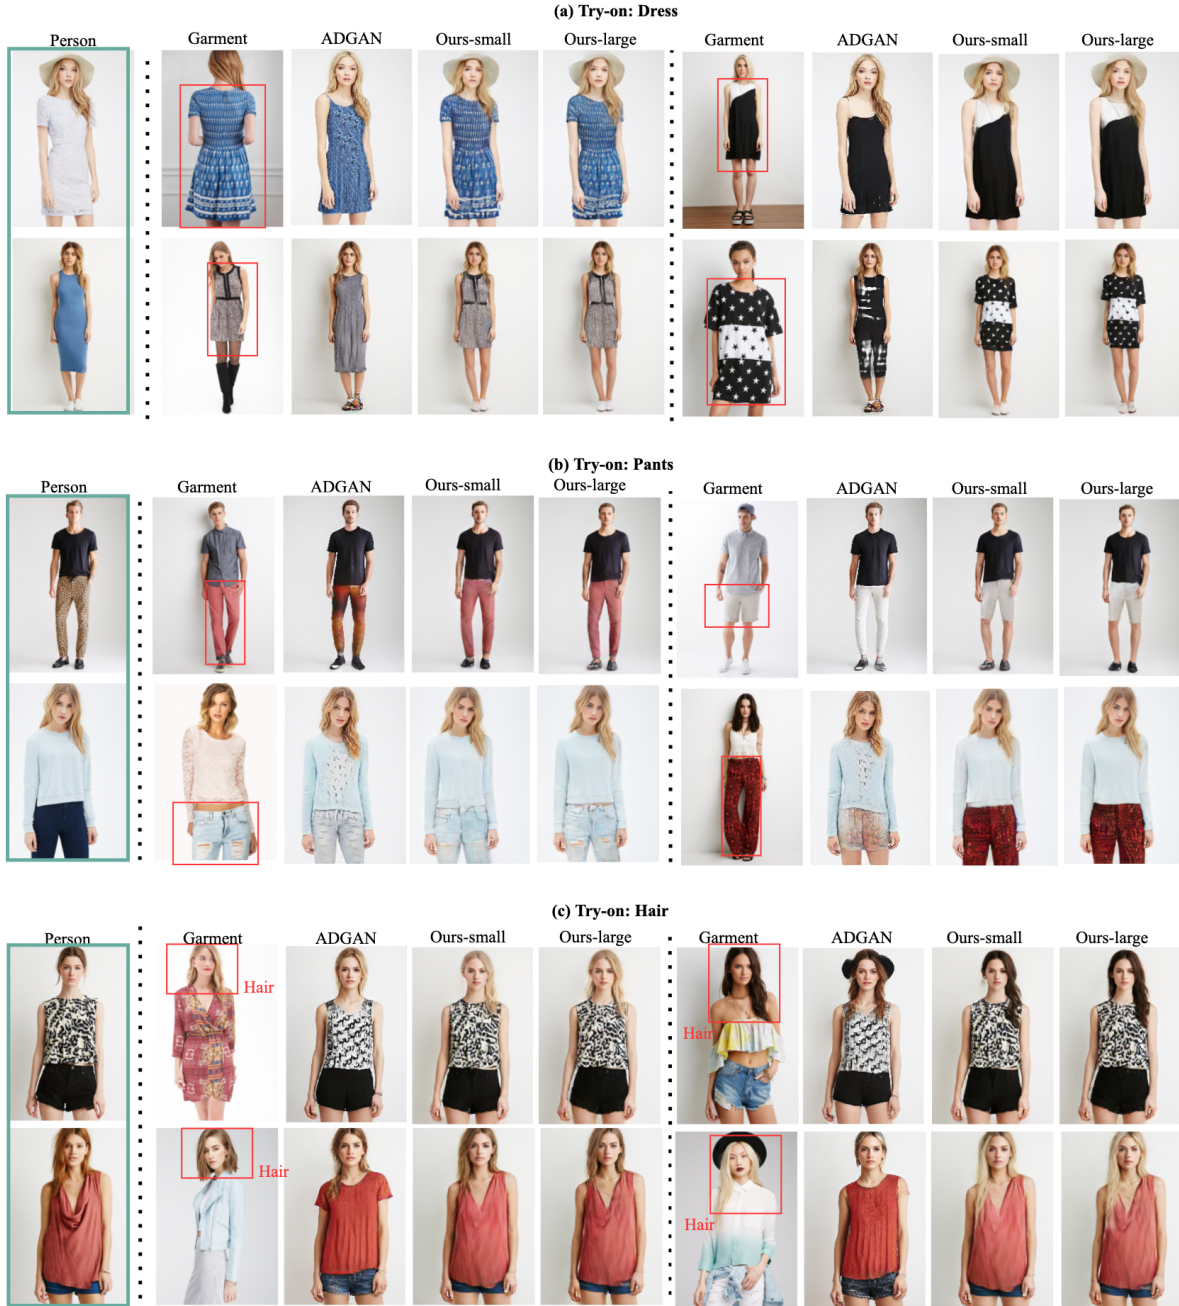 (a) Try-on: Dress
Person Garment ADGAN Ours-small Ours-large Garment ADGAN Ours-small Ours-large
(b) Try-on: Pants
Person Garment ADGAN Ours-small Ours-large Garment ADGAN Ours-small Ours-large
(c) Try-on: Hair
Person Garment ADGAN Ours-small Ours-large Garment ADGAN Ours-small Ours-large
Hair
Hair
Hair
Hair